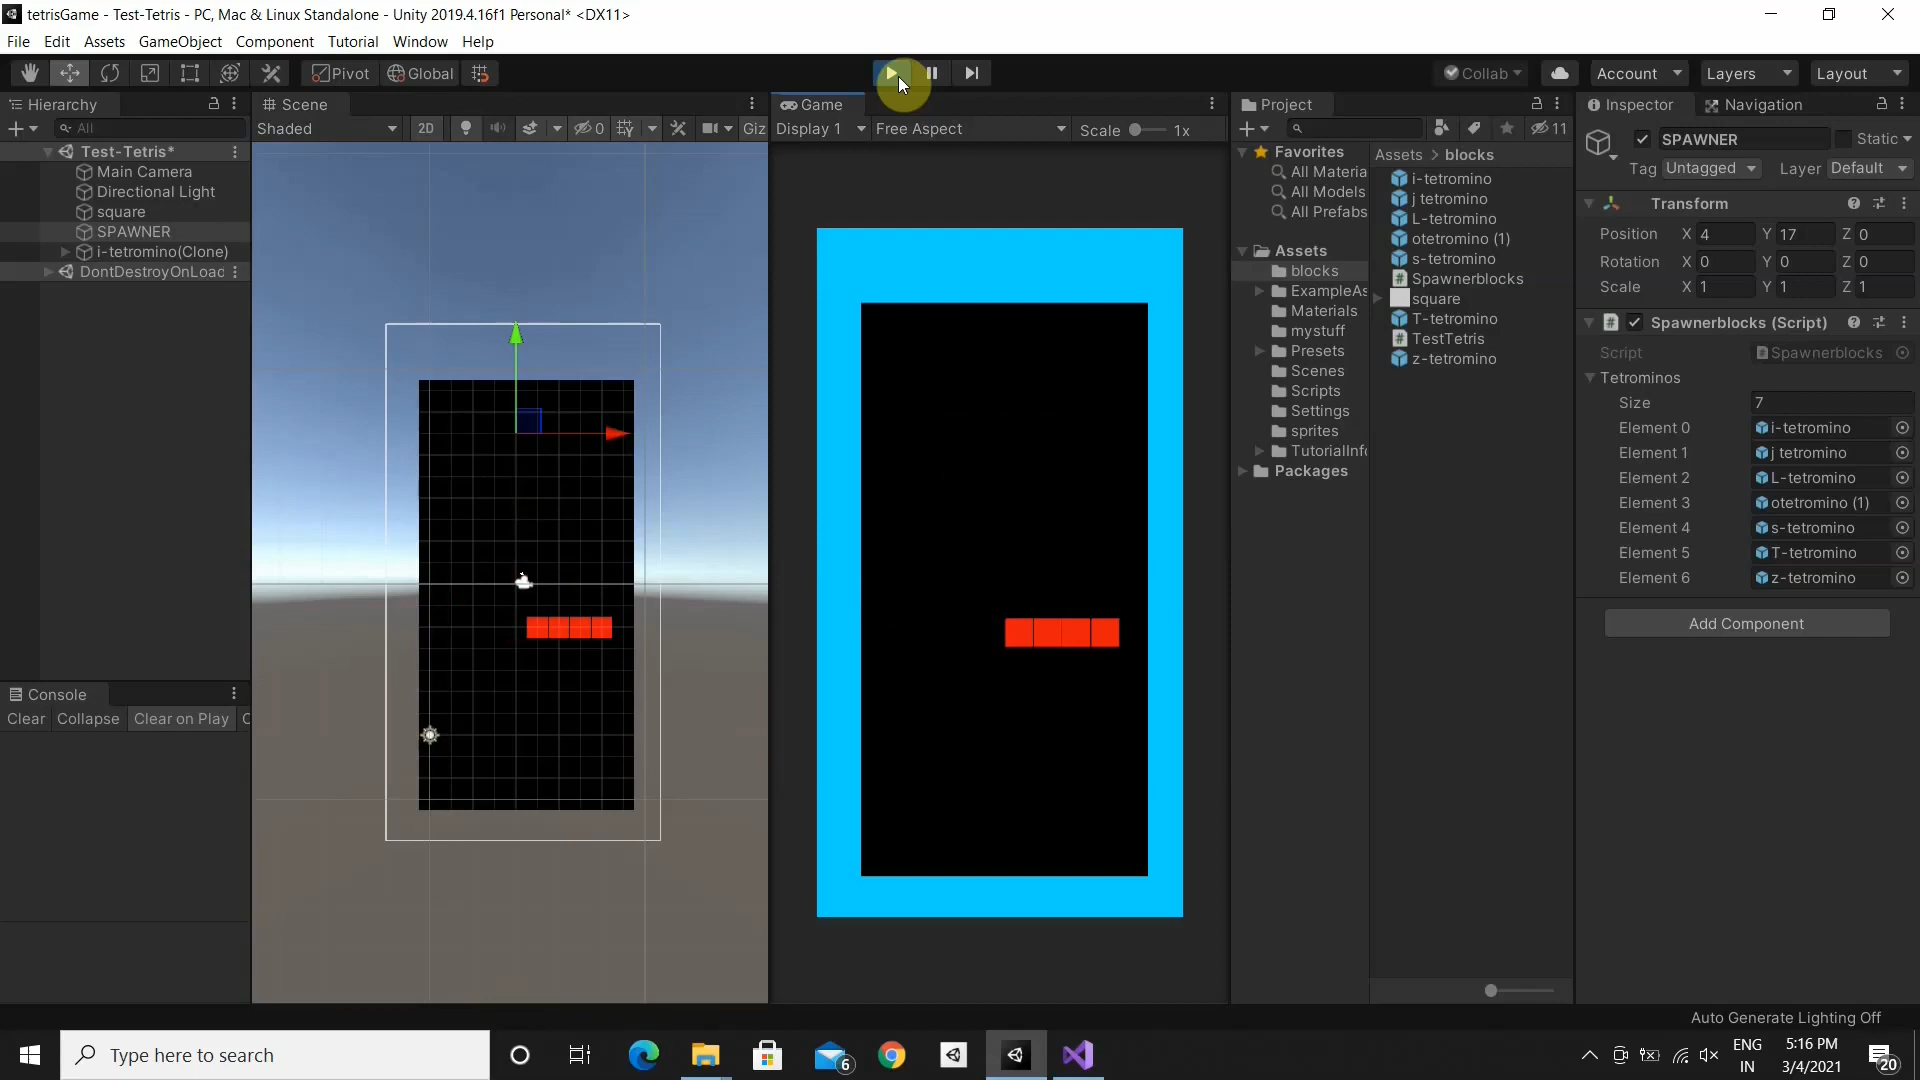 tetrisGame - Test-Tetris - PC, Mac & Linux Standalone - Unity 2019.4.16f1 Personal* <DX11>
File Edit Assets GameObject Component Tutorial Window Help
Pivot Global Collab Account Layers Layout
Hierarchy
All
Test-Tetris*
Main Camera
Directional Light
square
SPAWNER
i-tetromino(Clone)
DontDestroyOnLoad
Console
Clear Collapse Clear on Play
Scene
Shaded 2D 0 Giz
Game
Display 1 Free Aspect Scale 1x
Project
11
Favorites
All Materia
All Models
All Prefabs
Assets
blocks
ExampleAs
Materials
mystuff
Presets
Scenes
Scripts
Settings
sprites
TutorialInfo
Packages
Assets > blocks
i-tetromino
j tetromino
L-tetromino
otetromino (1)
s-tetromino
Spawnerblocks
square
T-tetromino
TestTetris
z-tetromino
Inspector Navigation
SPAWNER Static
Tag Untagged Layer Default
Transform
Position X 4 Y 17 Z 0
Rotation X 0 Y 0 Z 0
Scale X 1 Y 1 Z 1
Spawnerblocks (Script)
Script Spawnerblocks
Tetrominos
Size 7
Element 0 i-tetromino
Element 1 j tetromino
Element 2 L-tetromino
Element 3 otetromino (1)
Element 4 s-tetromino
Element 5 T-tetromino
Element 6 z-tetromino
Add Component
Auto Generate Lighting Off
Type here to search
6
ENG
IN
5:16 PM
3/4/2021
20